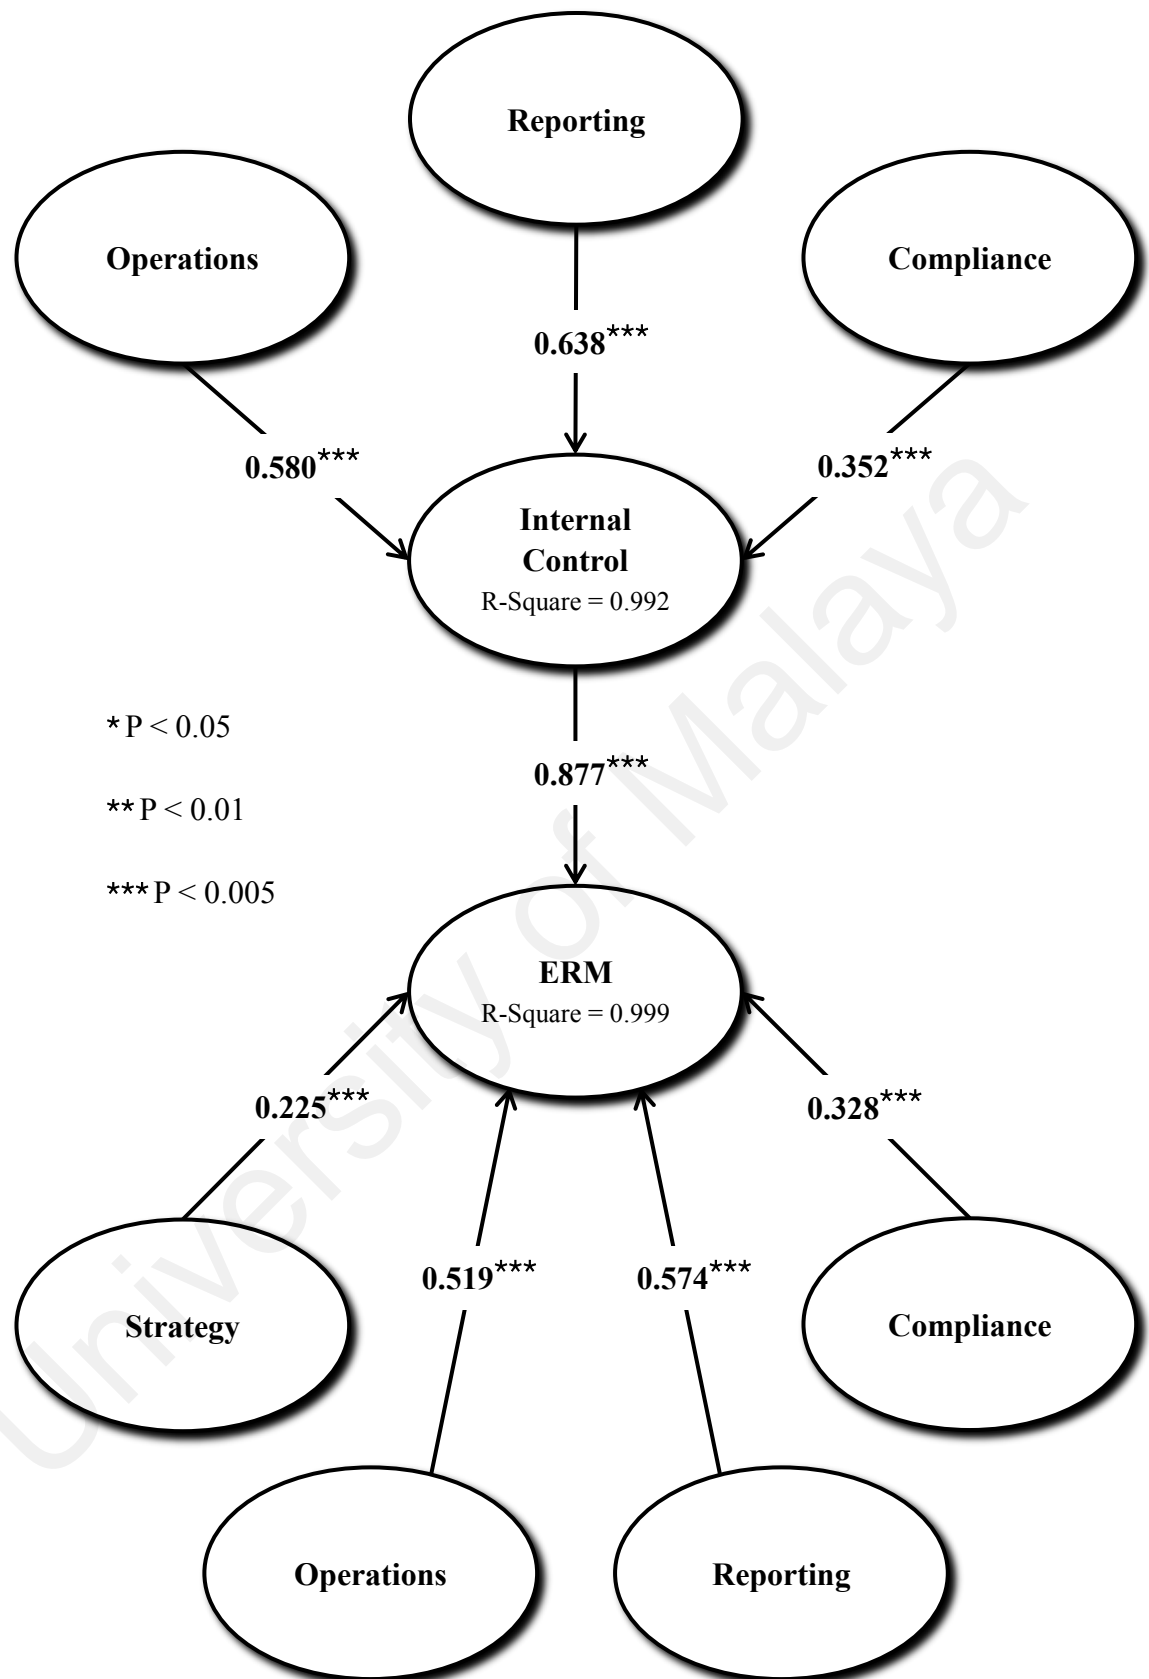 Reporting
Operations
Compliance
0.638***
0.580***
0.352***
Internal
Control
R-Square = 0.992
* P < 0.05
0.877***
** P < 0.01
*** P < 0.005
ERM
R-Square = 0.999
0.225***
0.328***
0.519***
0.574***
Strategy
Compliance
Operations
Reporting
University of Malaya